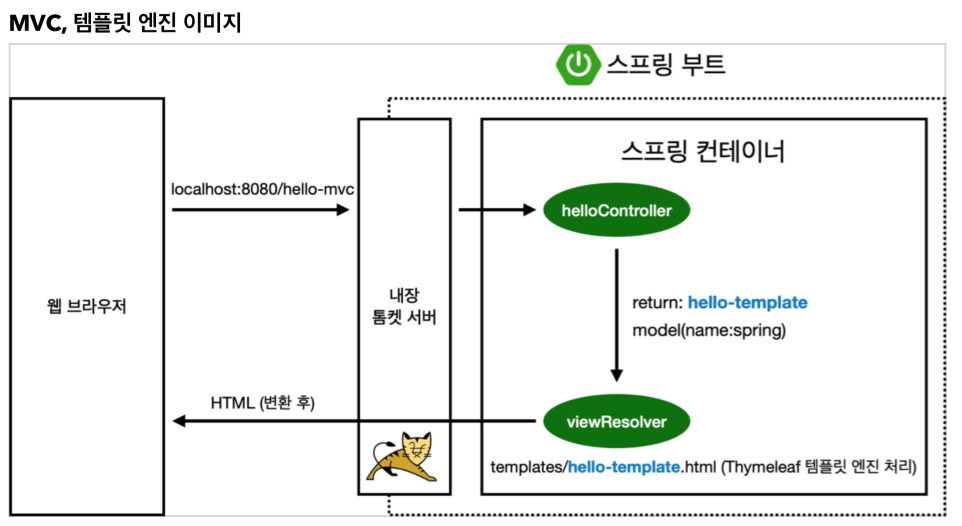 MVC, 템플릿 엔진 이미지
스프링 부트
스프링 컨테이너
localhost:8080/hello-mvc
helloController
웹 브라우저
내장
톰켓 서버
return: hello-template
model(name:spring)
HTML (변환 후)
viewResolver
templates/hello-template.html (Thymeleaf 템플릿 엔진 처리)